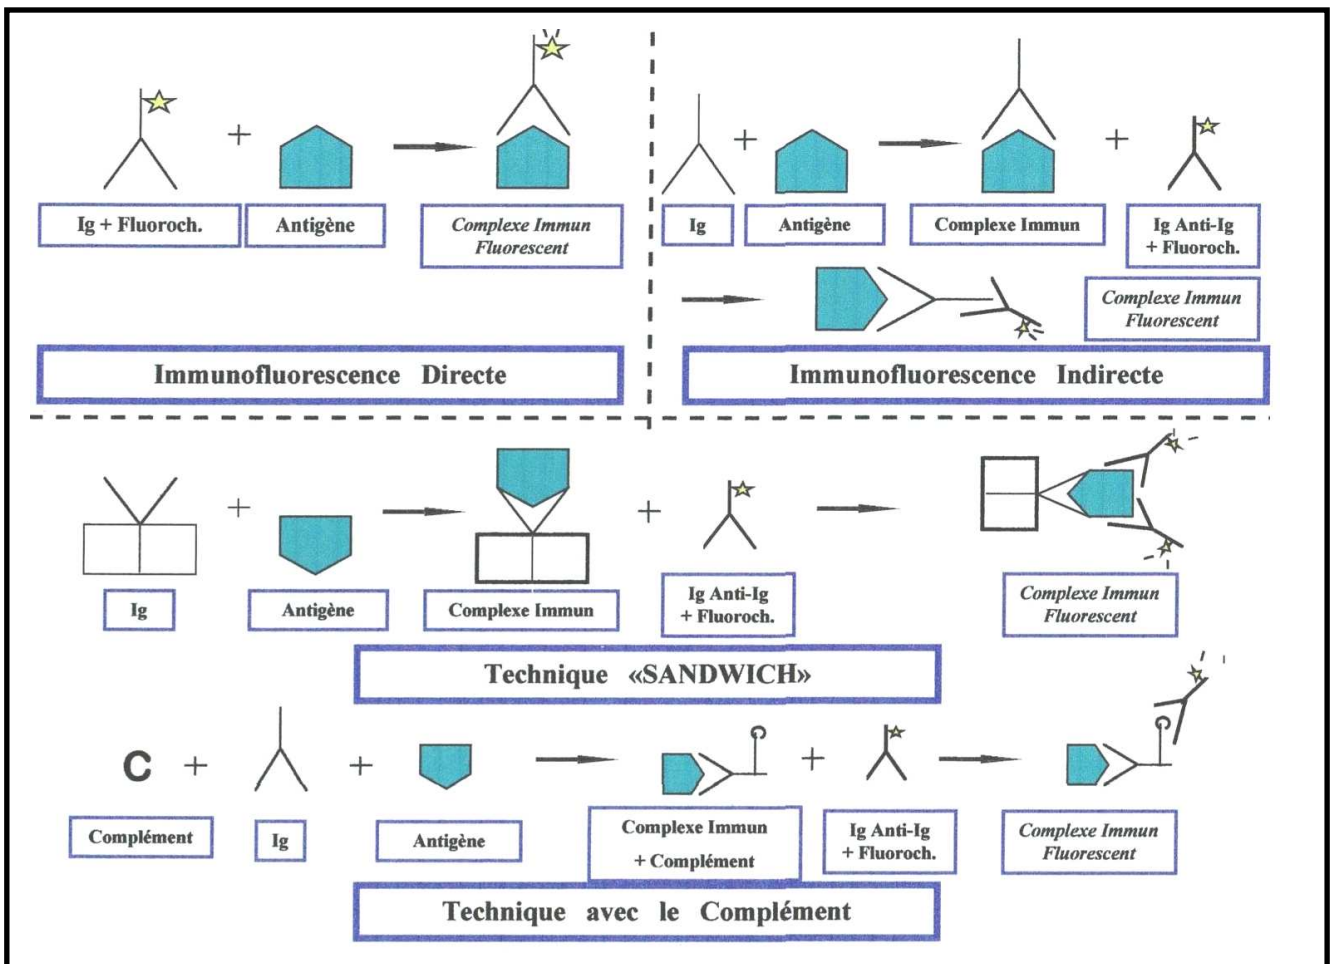 +
+
+
Ig + Fluoroch.
Antigène
Complexe Immun
Fluorescent
Ig
Antigène
Complexe Immun
Ig Anti-Ig
+ Fluoroch.
Complexe Immun
Fluorescent
Immunofluorescence Directe
Immunofluorescence Indirecte
+
+
Ig
Antigène
Complexe Immun
Ig Anti-Ig
+ Fluoroch.
Complexe Immun
Fluorescent
Technique «SANDWICH»
C + + C + C
Complément
Ig
Antigène
Complexe Immun
+ Complément
Ig Anti-Ig
+ Fluoroch.
Complexe Immun
Fluorescent
Technique avec le Complément